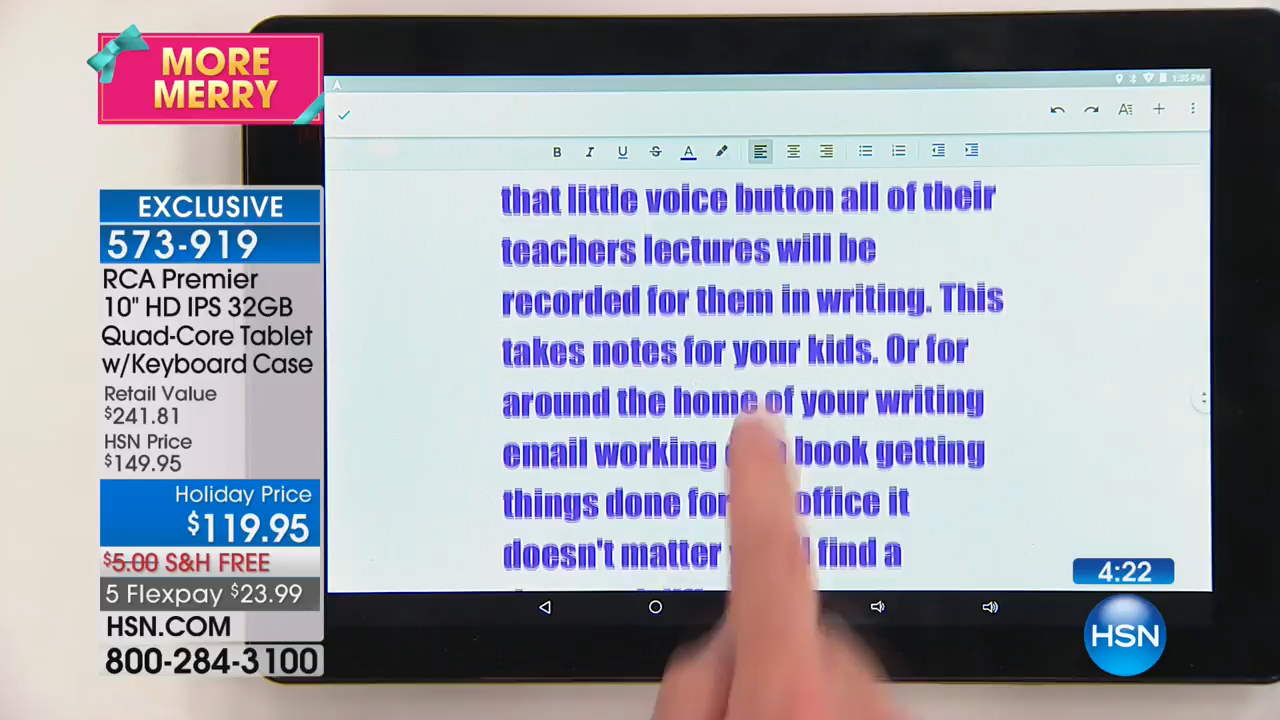 MORE
MERRY
EXCLUSIVE
573-919
RCA Premier
10" HD IPS 32GB
Quad-Core Tablet
w/Keyboard Case
Retail Value
$241.81
HSN Price
$149.95
Holiday Price
$119.95
$5.00 S&H FREE
5 Flexpay $23.99
HSN.COM
800-284-3100
1:35 PM
B I U S A
that little voice button all of their
teachers lectures will be
recorded for them in writing. This
takes notes for your kids. Or for
around the home of your writing
email working book getting
things done for office it
doesn't matter find a
4:22
HSN